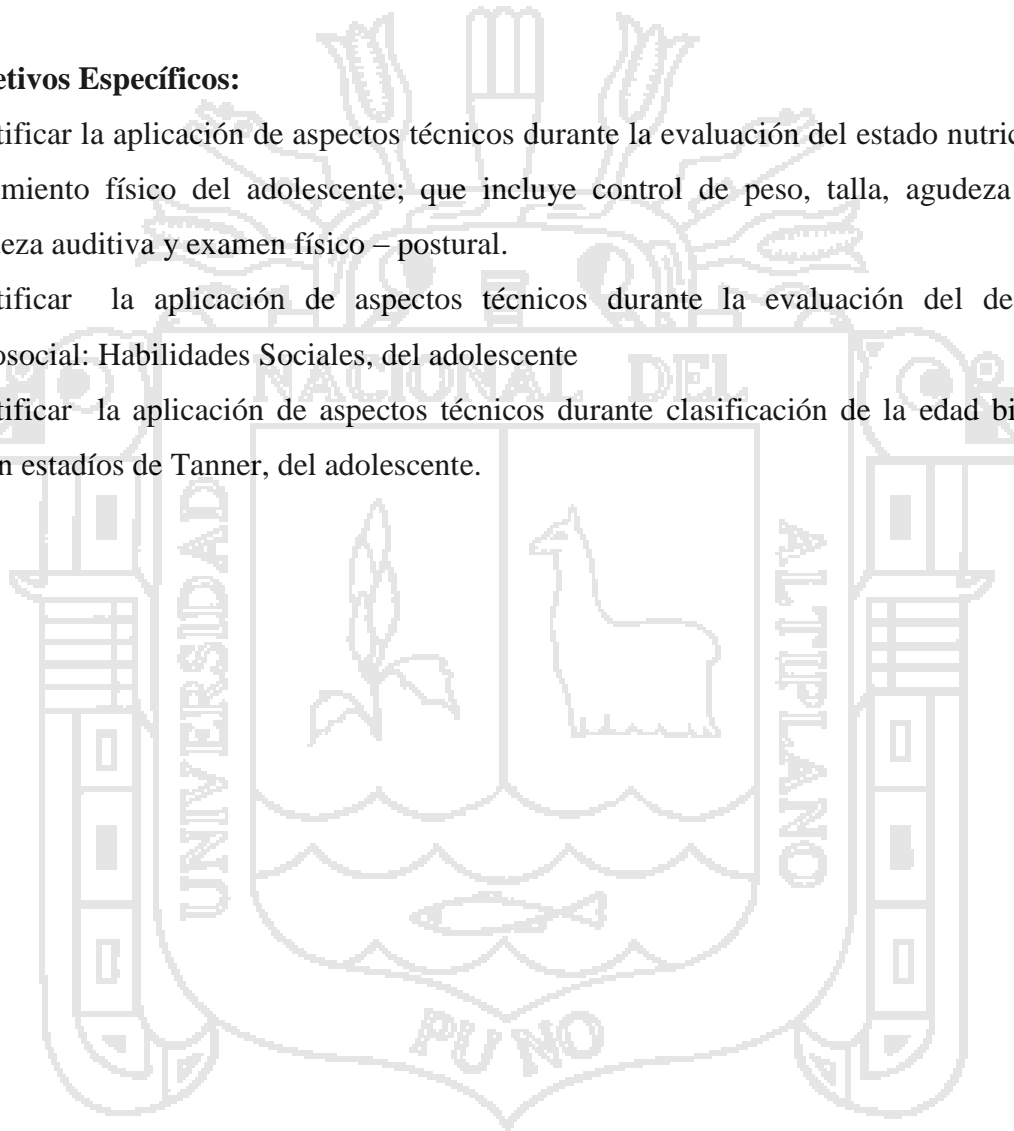 etivos Específicos:
tificar la aplicación de aspectos técnicos durante la evaluación del estado nutric
miento físico del adolescente; que incluye control de peso, talla, agudeza
eza auditiva y examen físico – postural.
tificar la aplicación de aspectos técnicos durante la evaluación del de
osocial: Habilidades Sociales, del adolescente
NACIONAL DEL
tificar la aplicación de aspectos técnicos durante clasificación de la edad bi
n estadíos de Tanner, del adolescente.
UNIVERSIDAD
ALTIPLANO
PUNO